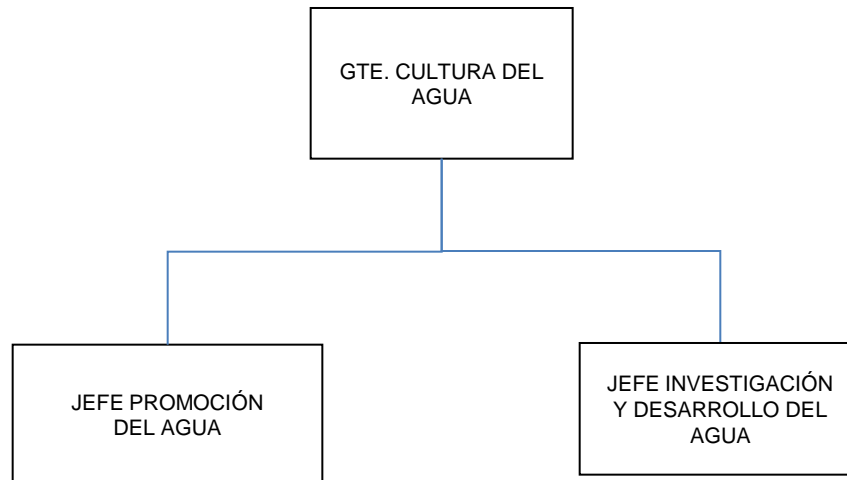 GTE. CULTURA DEL
AGUA
JEFE PROMOCIÓN
DEL AGUA
JEFE INVESTIGACIÓN
Y DESARROLLO DEL
AGUA